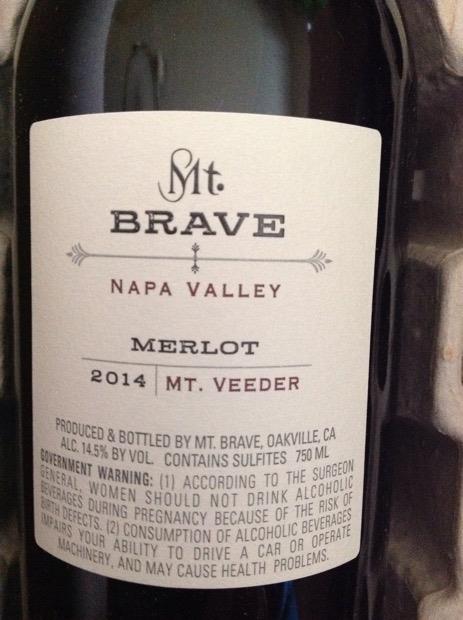 Mt.
BRAVE
NAPA VALLEY
MERLOT
2014 MT. VEEDER
PRODUCED & BOTTLED BY MT. BRAVE, OAKVILLE, CA
ALC. 14.5% BY VOL. CONTAINS SULFITES 750 ML
GOVERNMENT WARNING: (1) ACCORDING TO THE SURGEON
GENERAL, WOMEN SHOULD NOT DRINK ALCOHOLIC
BEVERAGES DURING PREGNANCY BECAUSE OF THE RISK OF
BIRTH DEFECTS. (2) CONSUMPTION OF ALCOHOLIC BEVERAGES
IMPAIRS YOUR ABILITY TO DRIVE A CAR OR OPERATE
MACHINERY, AND MAY CAUSE HEALTH PROBLEMS.